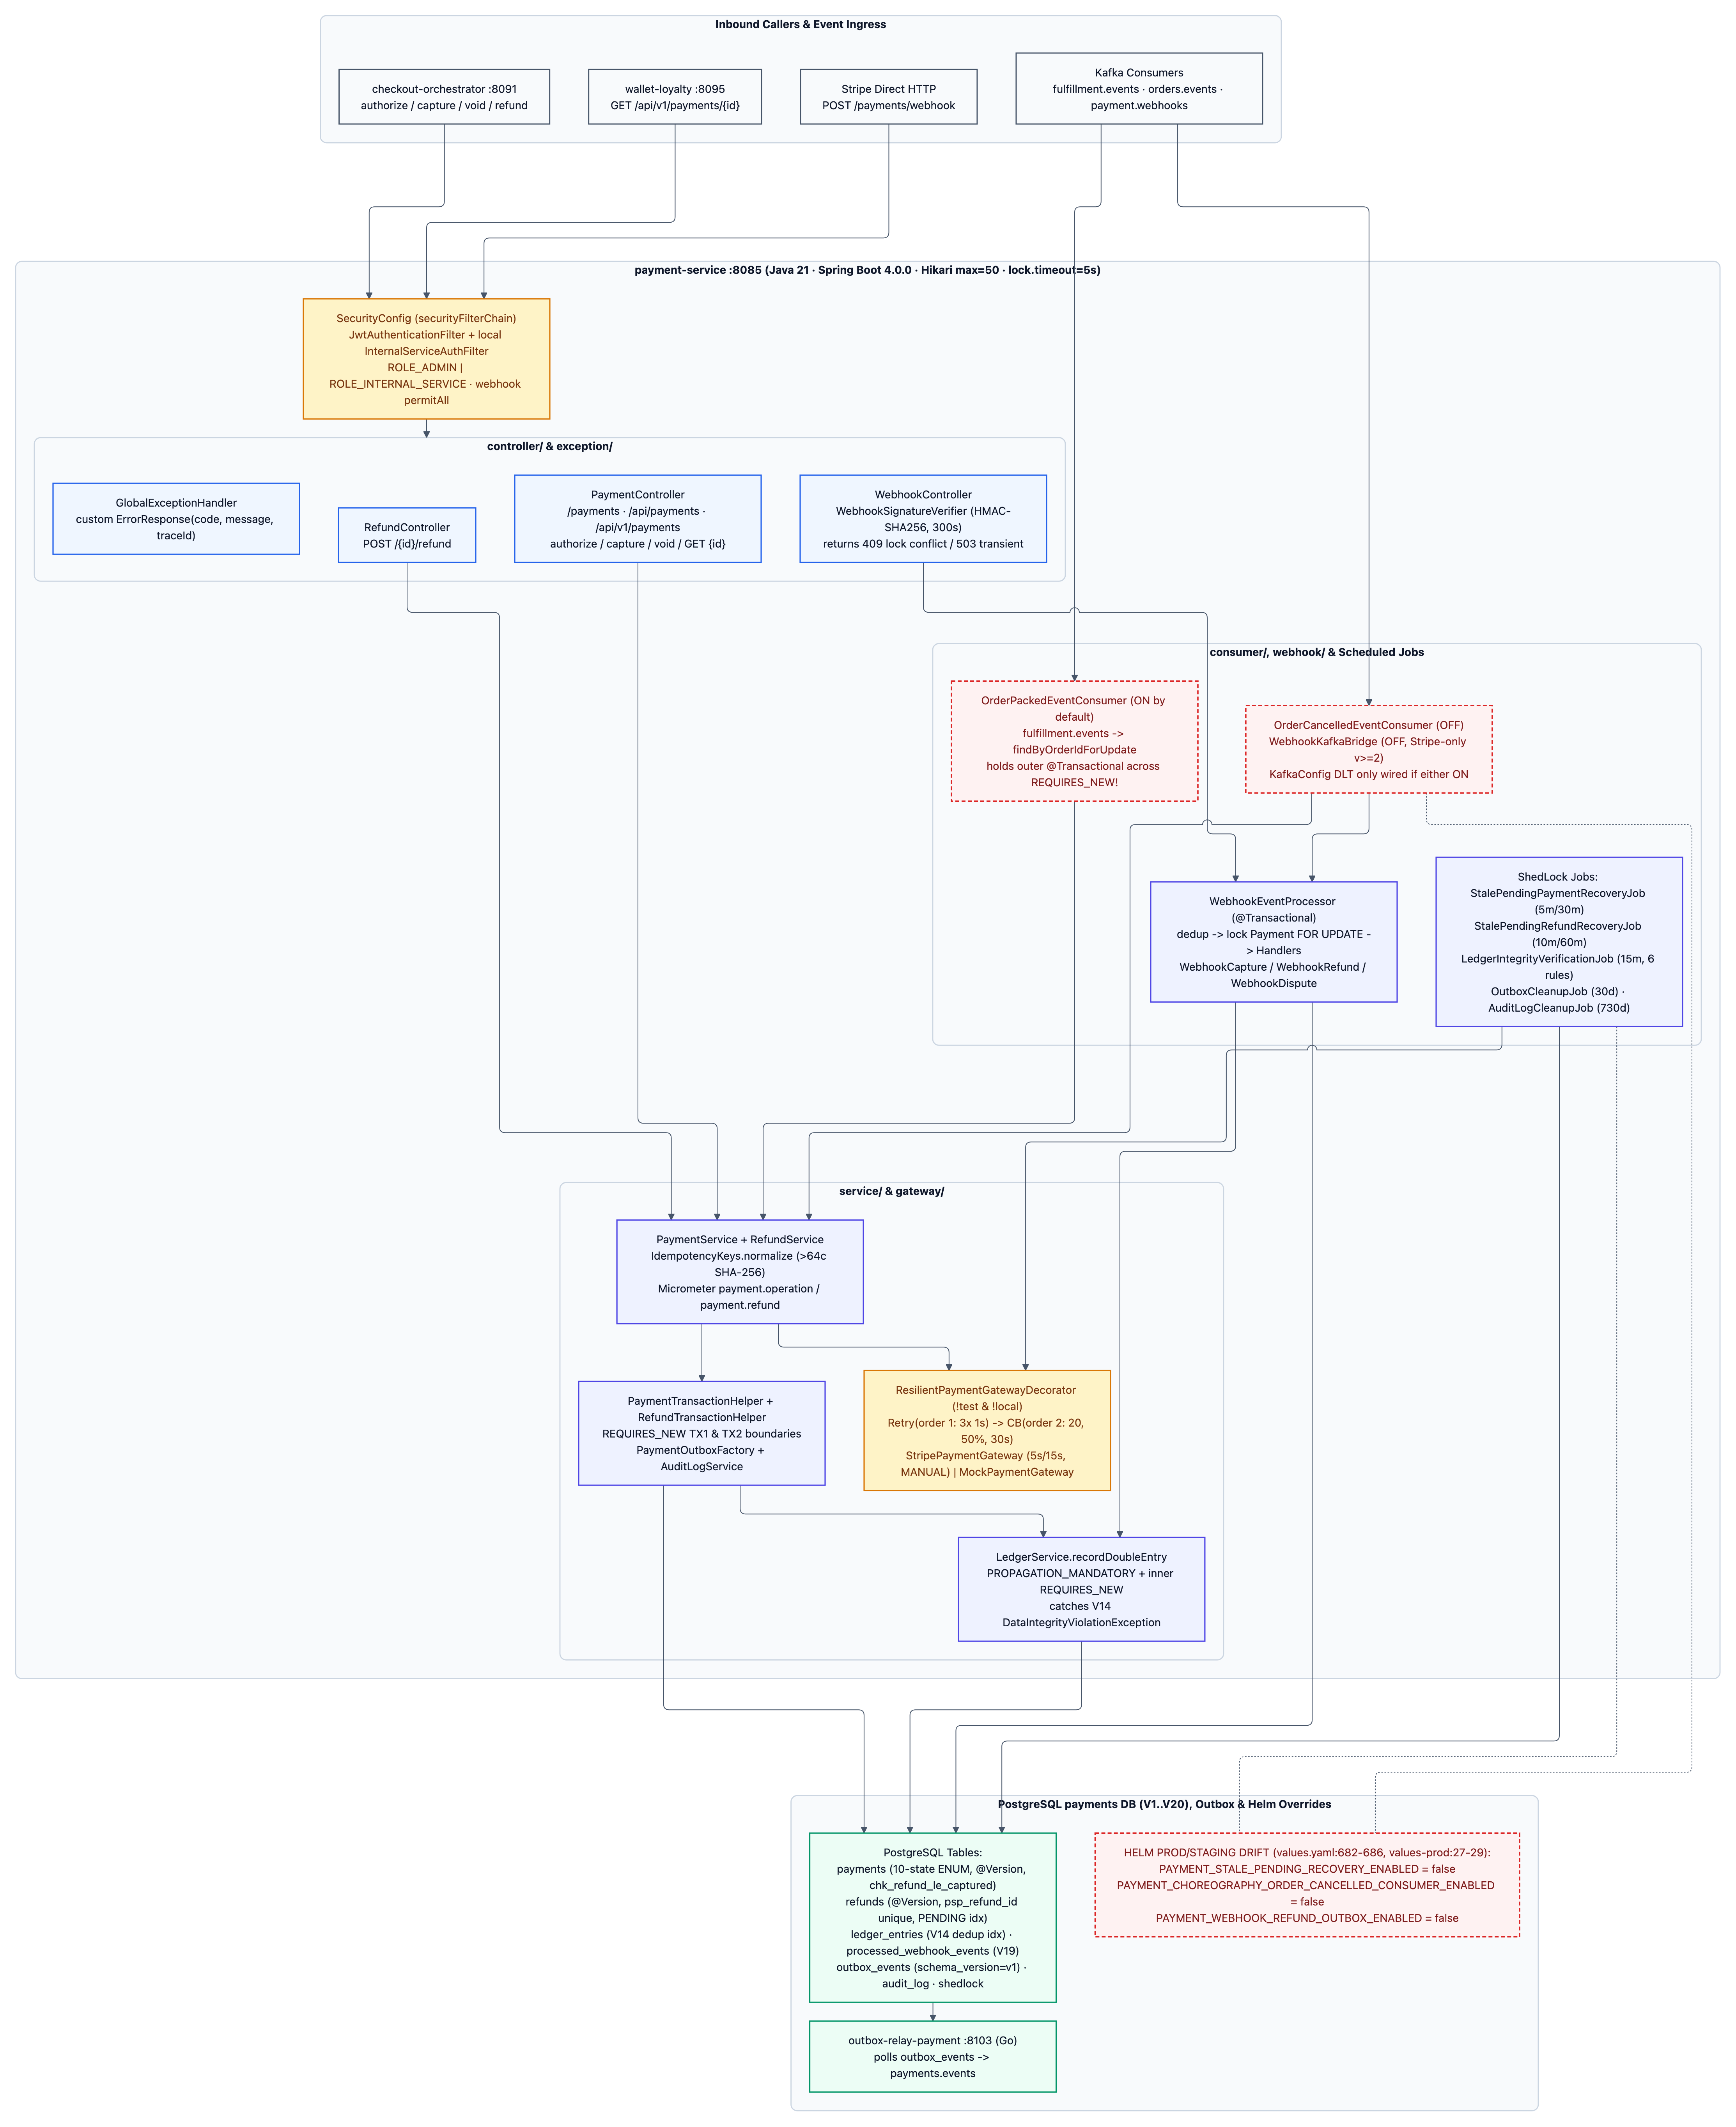 Inbound Callers & Event Ingress
checkout-orchestrator :8091
authorize / capture / void / refund
wallet-loyalty :8095
GET /api/v1/payments/{id}
Stripe Direct HTTP
POST /payments/webhook
Kafka Consumers
fulfillment.events · orders.events ·
payment.webhooks
payment-service :8085 (Java 21 · Spring Boot 4.0.0 · Hikari max=50 · lock.timeout=5s)
SecurityConfig (securityFilterChain)
JwtAuthenticationFilter + local
InternalServiceAuthFilter
ROLE_ADMIN |
ROLE_INTERNAL_SERVICE · webhook
permitAll
controller/ & exception/
GlobalExceptionHandler
custom ErrorResponse(code, message,
traceId)
RefundController
POST /{id}/refund
PaymentController
/payments · /api/payments ·
/api/v1/payments
authorize / capture / void / GET {id}
WebhookController
WebhookSignatureVerifier (HMAC-
SHA256, 300s)
returns 409 lock conflict / 503 transient
consumer/, webhook/ & Scheduled Jobs
OrderPackedEventConsumer (ON by
default)
fulfillment.events ->
findByOrderIdForUpdate
holds outer @Transactional across
REQUIRES_NEW!
OrderCancelledEventConsumer (OFF)
WebhookKafkaBridge (OFF, Stripe-only
v>=2)
KafkaConfig DLT only wired if either ON
WebhookEventProcessor
(@Transactional)
dedup -> lock Payment FOR UPDATE -
> Handlers
WebhookCapture / WebhookRefund /
WebhookDispute
ShedLock Jobs:
StalePendingPaymentRecoveryJob
(5m/30m)
StalePendingRefundRecoveryJob
(10m/60m)
LedgerIntegrityVerificationJob (15m, 6
rules)
OutboxCleanupJob (30d) ·
AuditLogCleanupJob (730d)
service/ & gateway/
PaymentService + RefundService
IdempotencyKeys.normalize (>64c
SHA-256)
Micrometer payment.operation /
payment.refund
PaymentTransactionHelper +
RefundTransactionHelper
REQUIRES_NEW TX1 & TX2 boundaries
PaymentOutboxFactory +
AuditLogService
ResilientPaymentGatewayDecorator
(!test & !local)
Retry(order 1: 3x 1s) -> CB(order 2: 20,
50%, 30s)
StripePaymentGateway (5s/15s,
MANUAL) | MockPaymentGateway
LedgerService.recordDoubleEntry
PROPAGATION_MANDATORY + inner
REQUIRES_NEW
catches V14
DataIntegrityViolationException
PostgreSQL payments DB (V1..V20), Outbox & Helm Overrides
PostgreSQL Tables:
payments (10-state ENUM, @Version,
chk_refund_le_captured)
refunds (@Version, psp_refund_id
unique, PENDING idx)
ledger_entries (V14 dedup idx) ·
processed_webhook_events (V19)
outbox_events (schema_version=v1) ·
audit_log · shedlock
HELM PROD/STAGING DRIFT (values.yaml:682-686, values-prod:27-29):
PAYMENT_STALE_PENDING_RECOVERY_ENABLED = false
PAYMENT_CHOREOGRAPHY_ORDER_CANCELLED_CONSUMER_ENABLED
= false
PAYMENT_WEBHOOK_REFUND_OUTBOX_ENABLED = false
outbox-relay-payment :8103 (Go)
polls outbox_events ->
payments.events